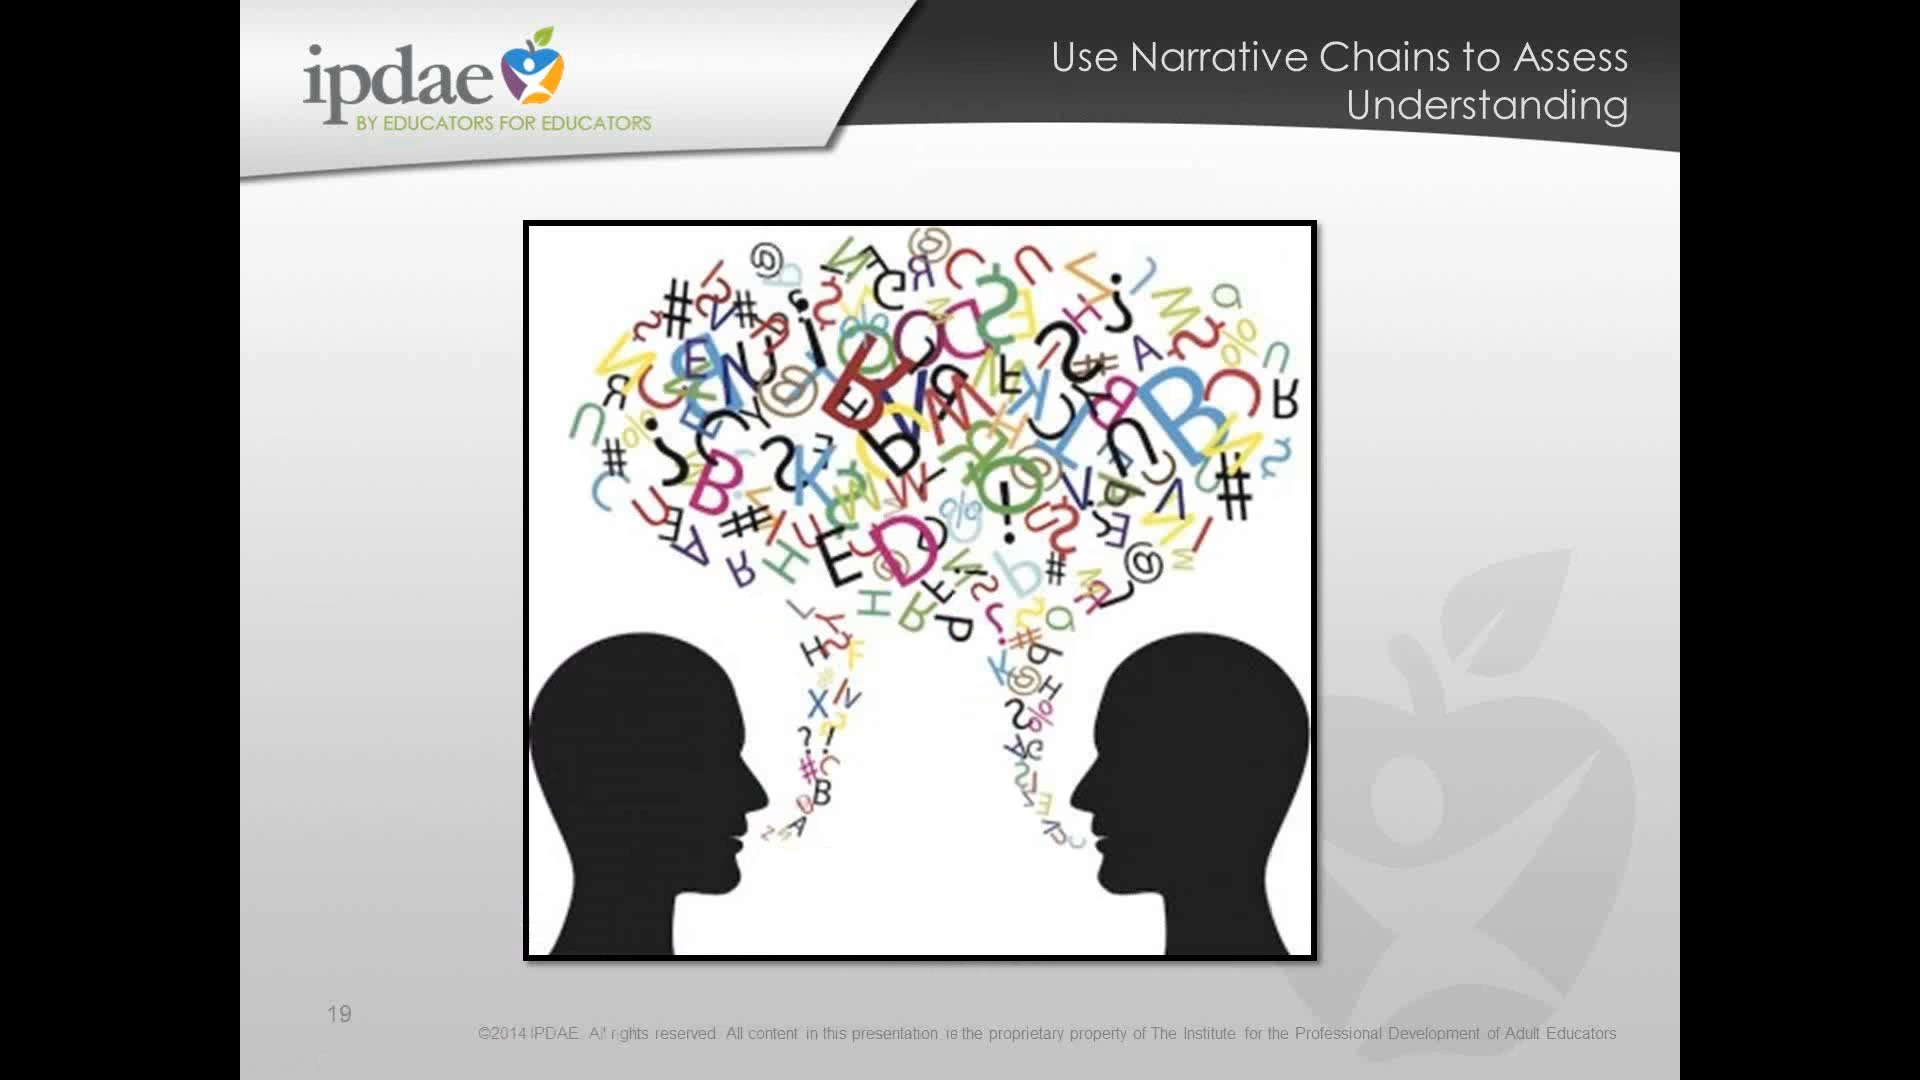 ipdae
BY EDUCATORS FOR EDUCATORS
Use Narrative Chains to Assess
Understanding
19
©2014 IPDAE. All rights reserved. All content in this presentation is the proprietary property of The Institute for the Professional Development of Adult Educators